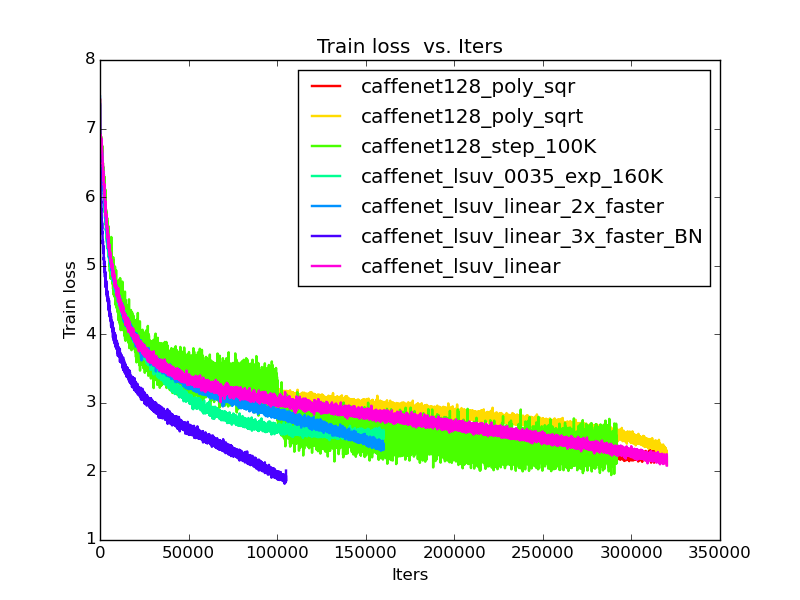 Train loss  vs. Iters
8
7
6
5
4
3
2
1
Train loss
caffenet128_poly_sqr
caffenet128_poly_sqrt
caffenet128_step_100K
caffenet_lsuv_0035_exp_160K
caffenet_lsuv_linear_2x_faster
caffenet_lsuv_linear_3x_faster_BN
caffenet_lsuv_linear
0 50000 100000 150000 200000 250000 300000 350000
Iters